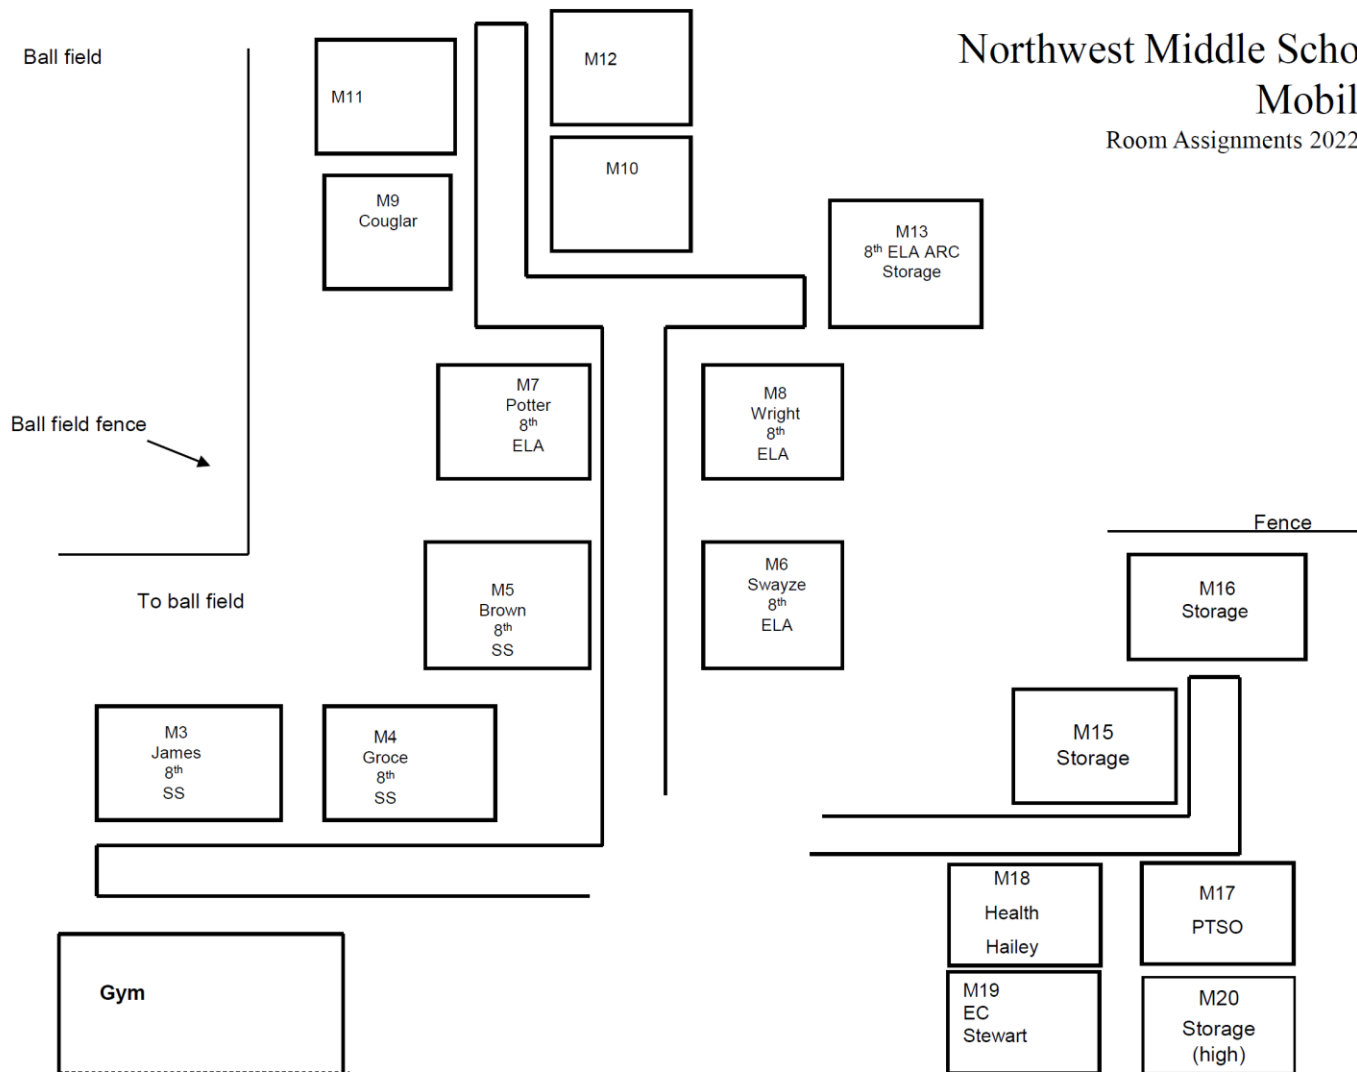 Northwest Middle Scho
Mobil
Room Assignments 2022
Ball field
M11
M12
M10
M9
Couglar
M13
8th ELA ARC
Storage
M7
Potter
8th
ELA
M8
Wright
8th
ELA
Ball field fence
Fence
M5
Brown
8th
SS
M6
Swayze
8th
ELA
M16
Storage
To ball field
M3
James
8th
SS
M4
Groce
8th
SS
M15
Storage
M18
Health
Hailey
M17
PTSO
Gym
M19
EC
Stewart
M20
Storage
(high)